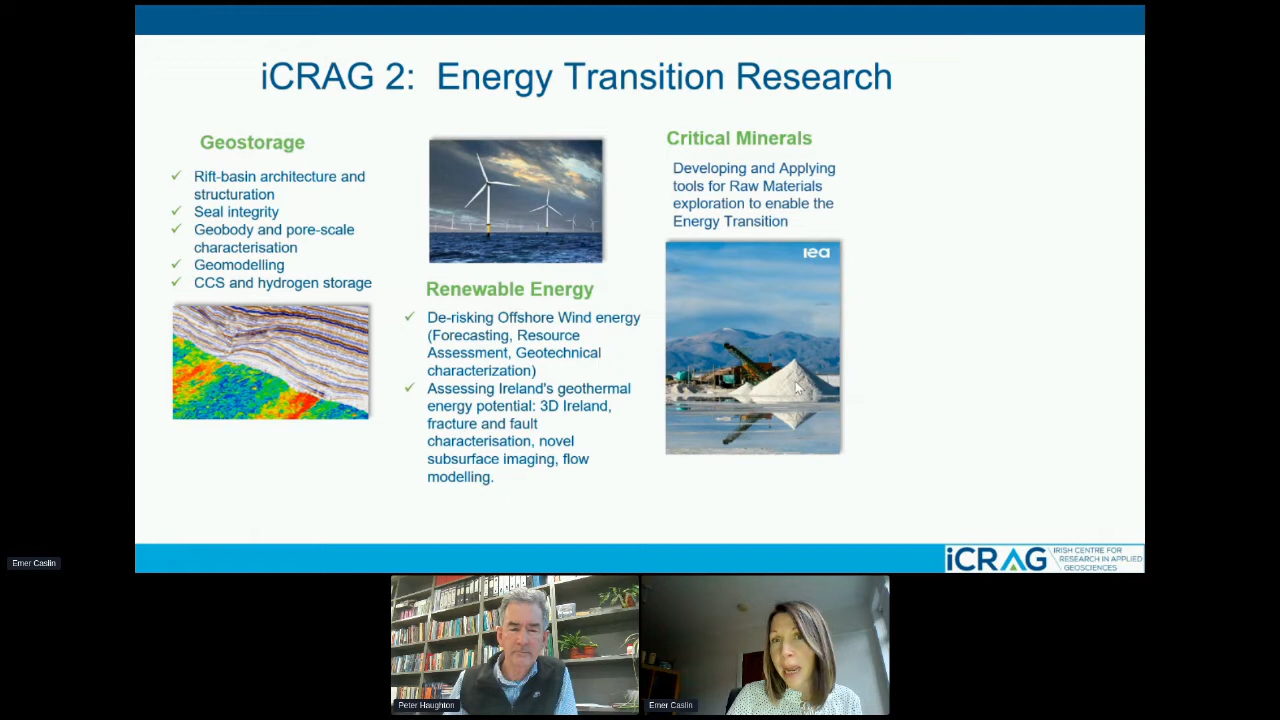 iCRAG 2: Energy Transition Research
Geostorage
Rift-basin architecture and
structuration
Seal integrity
Geobody and pore-scale
characterisation
Geomodelling
CCS and hydrogen storage
Renewable Energy
De-risking Offshore Wind energy
(Forecasting, Resource
Assessment, Geotechnical
characterization)
Assessing Ireland's geothermal
energy potential: 3D Ireland,
fracture and fault
characterisation, novel
subsurface imaging, flow
modelling.
Critical Minerals
Developing and Applying
tools for Raw Materials
exploration to enable the
Energy Transition
iea
iCRAG
IRISH CENTRE FOR
RESEARCH IN APPLIED
GEOSCIENCES
Emer Caslin
Peter Haughton
Emer Caslin